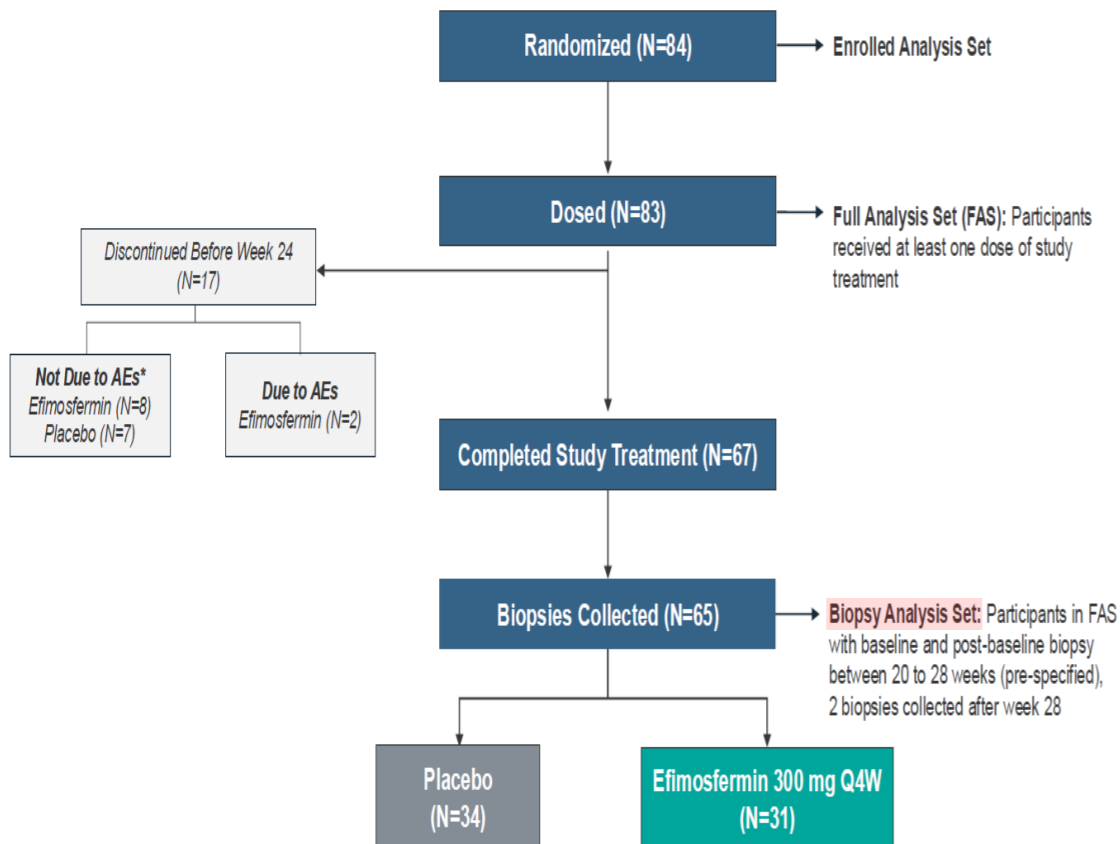 Randomized (N=84)
Enrolled Analysis Set
Dosed (N=83)
Full Analysis Set (FAS): Participants
received at least one dose of study
treatment
Discontinued Before Week 24
(N=17)
Not Due to AEs*
Efimosfermin (N=8)
Placebo (N=7)
Due to AEs
Efimosfermin (N=2)
Completed Study Treatment (N=67)
Biopsies Collected (N=65)
Biopsy Analysis Set: Participants in FAS
with baseline and post-baseline biopsy
between 20 to 28 weeks (pre-specified),
2 biopsies collected after week 28
Placebo
(N=34)
Efimosfermin 300 mg Q4W
(N=31)